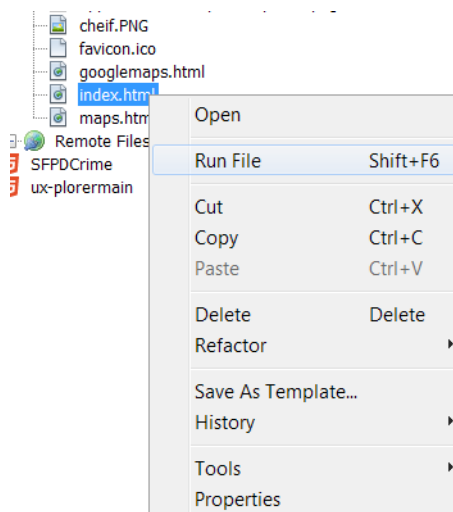 cheif.PNG
favicon.ico
googlemaps.html
index.html
maps.htm
Remote Files
SFPDCrime
ux-plorermain
Open
Run File Shift+F6
Cut Ctrl+X
Copy Ctrl+C
Paste Ctrl+V
Delete Delete
Refactor
Save As Template...
History
Tools
Properties